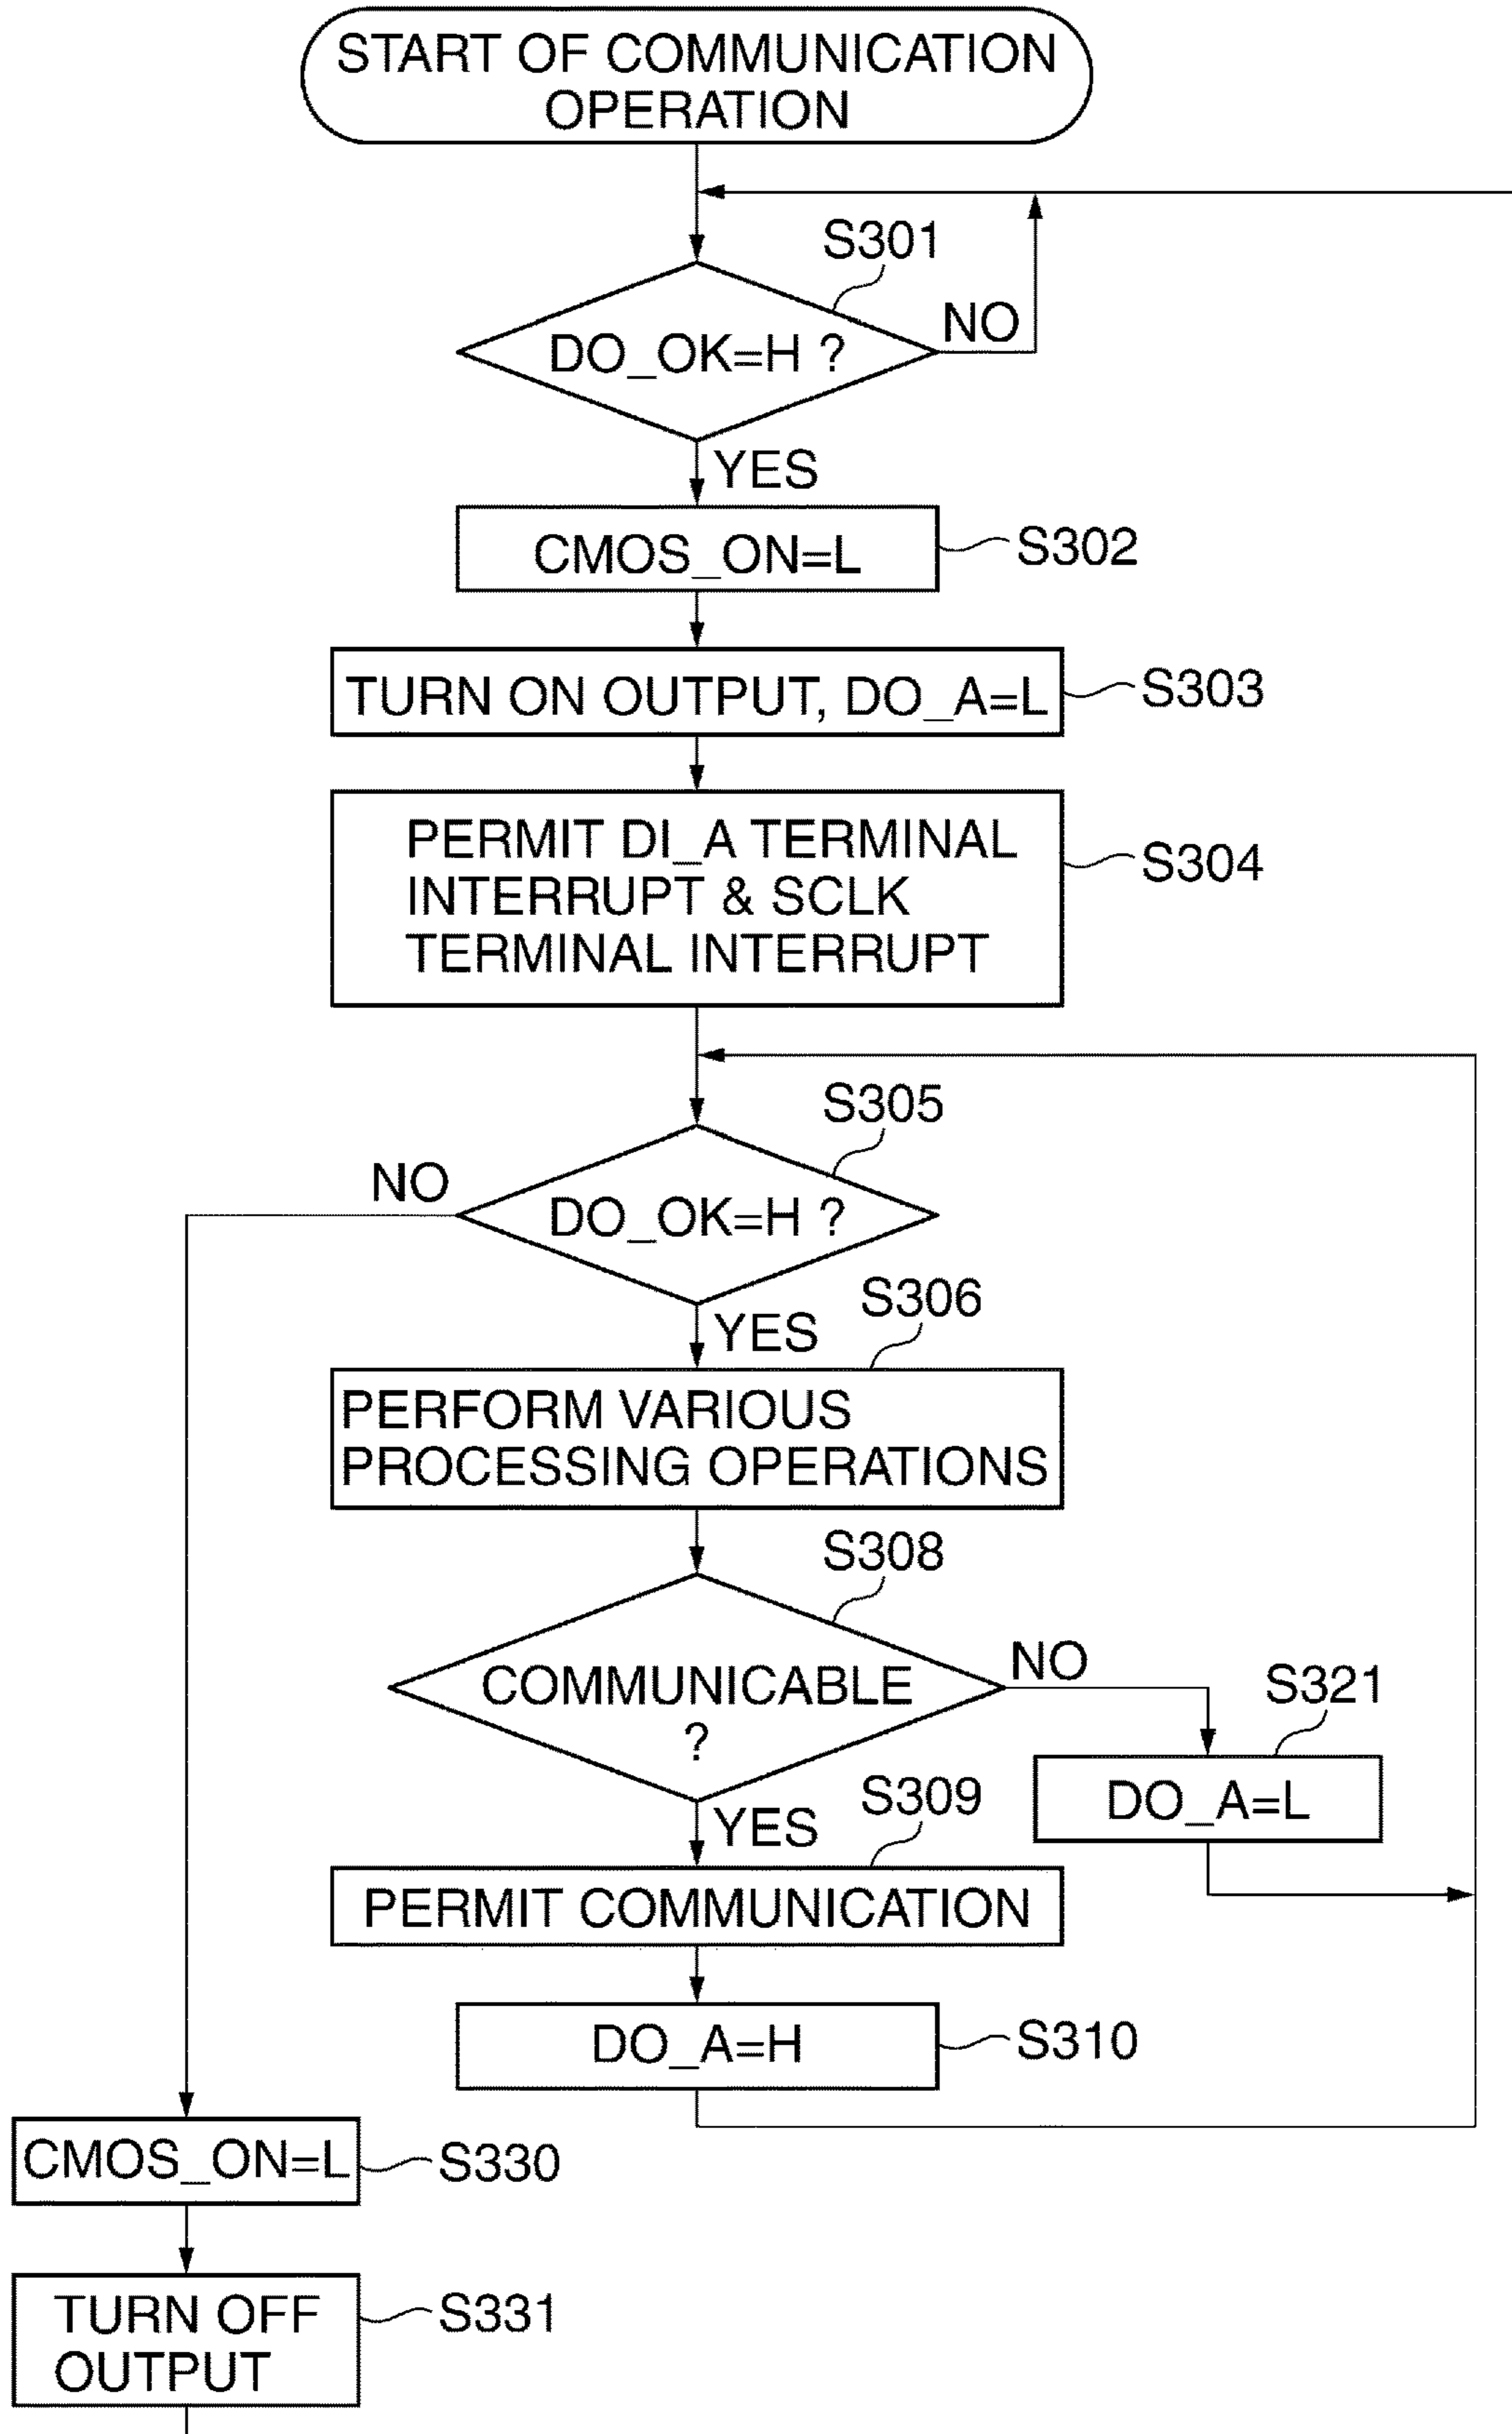 START OF COMMUNICATION
OPERATION
S301
DO_OK=H ?
NO
YES
CMOS_ON=L
S302
TURN ON OUTPUT, DO_A=L
S303
PERMIT DI_A TERMINAL
INTERRUPT & SCLK
TERMINAL INTERRUPT
S304
S305
NO
DO_OK=H ?
YES
S306
PERFORM VARIOUS
PROCESSING OPERATIONS
S308
COMMUNICABLE
?
NO
S321
DO_A=L
YES
S309
PERMIT COMMUNICATION
DO_A=H
S310
CMOS_ON=L
S330
TURN OFF
OUTPUT
S331